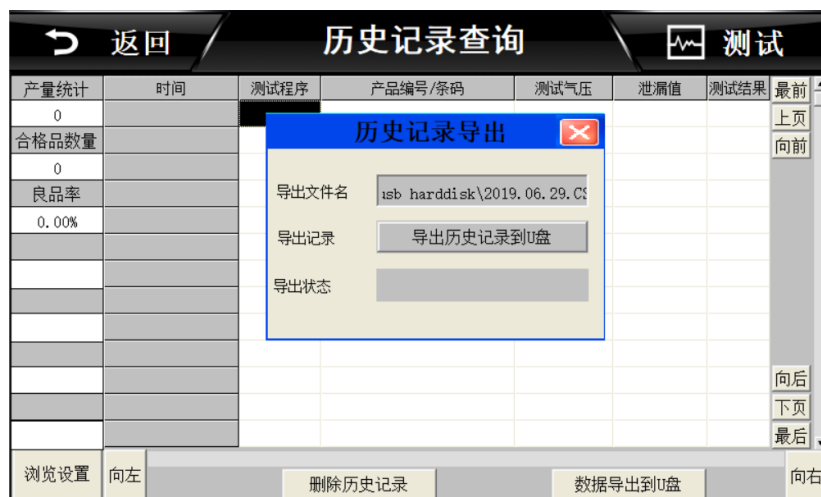 返回
历史记录查询
测试
产量统计 时间 测试程序 产品编号/条码 测试气压 泄漏值 测试结果 最前
0 上页
合格品数量 历史记录导出 向前
0
良品率 导出文件名 usb harddisk\2019.06.29.CS
0.00%
导出记录 导出历史记录到U盘
导出状态
向后
下页
最后
浏览设置 向左 删除历史记录 数据导出到U盘 向右